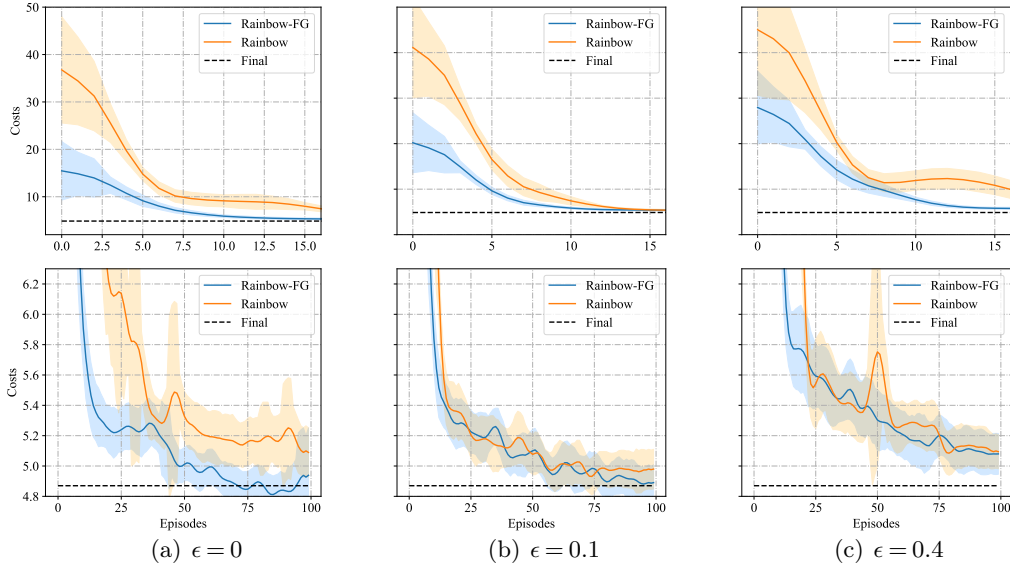 50
40
30
20
10
Costs
Rainbow-FG
Rainbow
Final
0.0 2.5 5.0 7.5 10.0 12.5 15.0
Rainbow-FG
Rainbow
Final
0 5 10 15
Rainbow-FG
Rainbow
Final
0 5 10 15
6.2
6.0
5.8
5.6
5.4
5.2
5.0
4.8
Costs
Rainbow-FG
Rainbow
Final
0 25 50 75 100
Episodes
Rainbow-FG
Rainbow
Final
0 25 50 75 100
Episodes
Rainbow-FG
Rainbow
Final
0 25 50 75 100
Episodes
(a) ϵ = 0
(b) ϵ = 0.1
(c) ϵ = 0.4